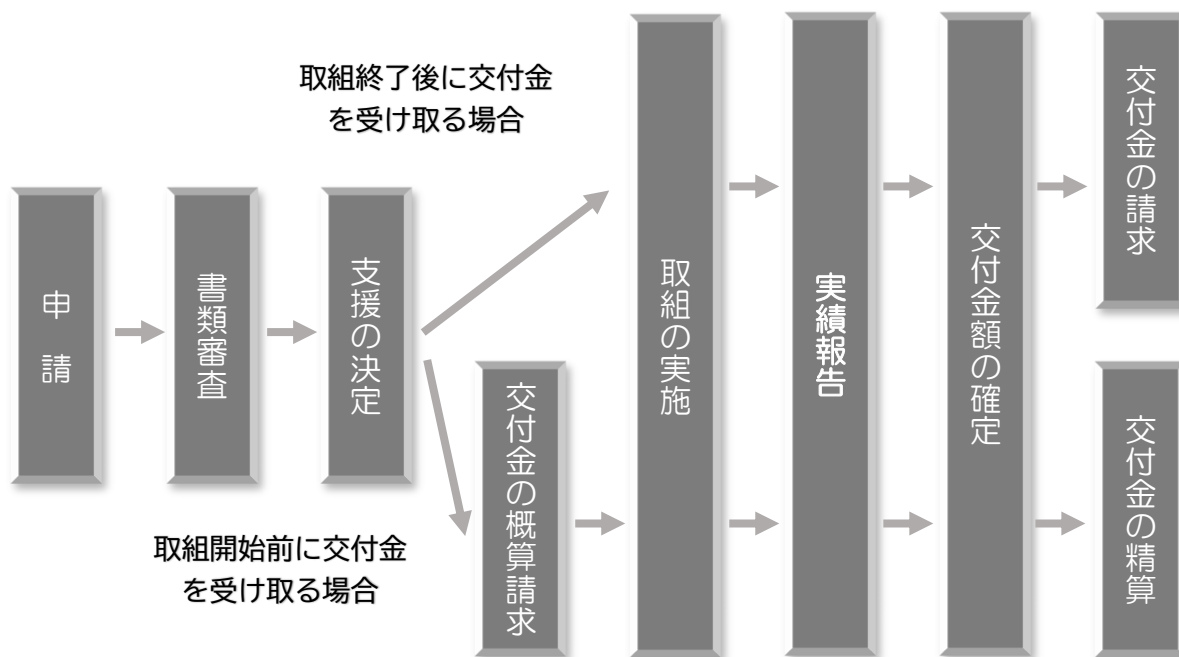 取組終了後に交付金
を受け取る場合
申請
書類審査
支援の決定
取組開始前に交付金
を受け取る場合
交付金の概算請求
取組の実施
実績報告
交付金額の確定
交付金の請求
交付金の精算